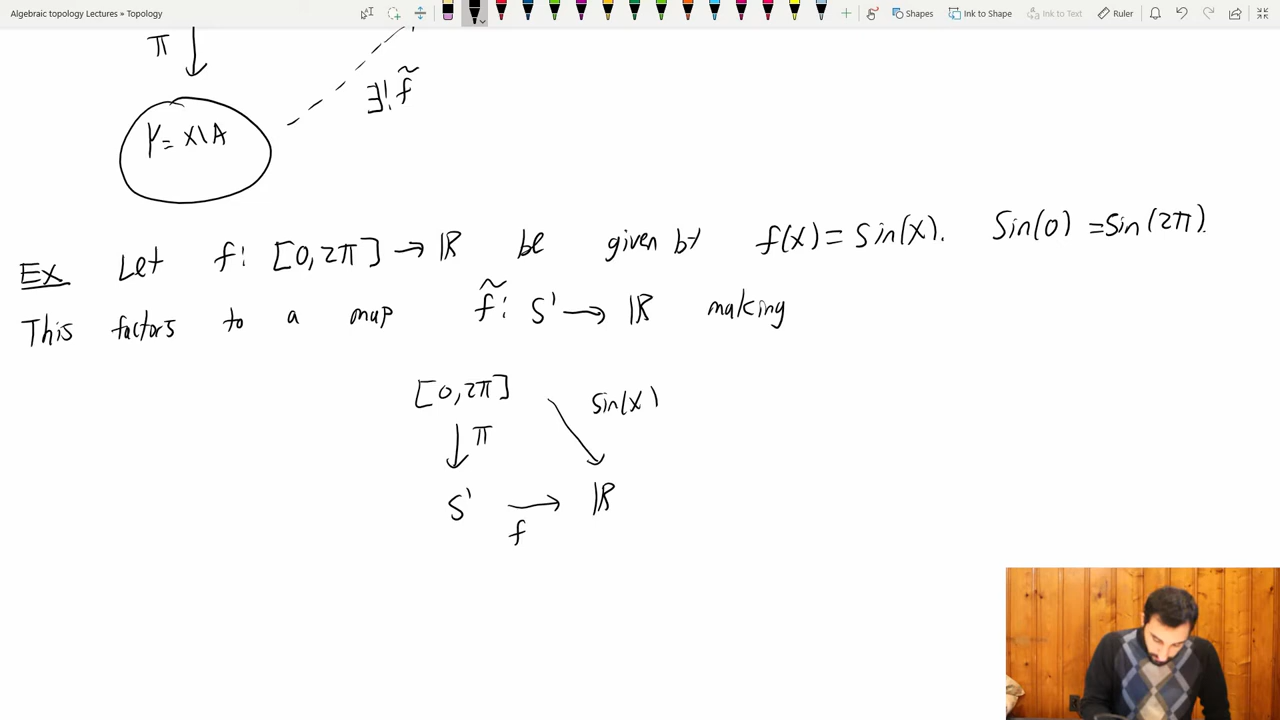 Algebraic topology Lectures » Topology
Shapes
Ink to Shape
Ink to Text
Ruler
π
∃! f̃
Y = X\A
Ex Let f: [0,2π] → ℝ be given by f(x) = sin(x). Sin(0) = Sin(2π).
This factors to a map f̃: S¹ → ℝ making
[0,2π] sin(x)
π
S¹ → ℝ
f